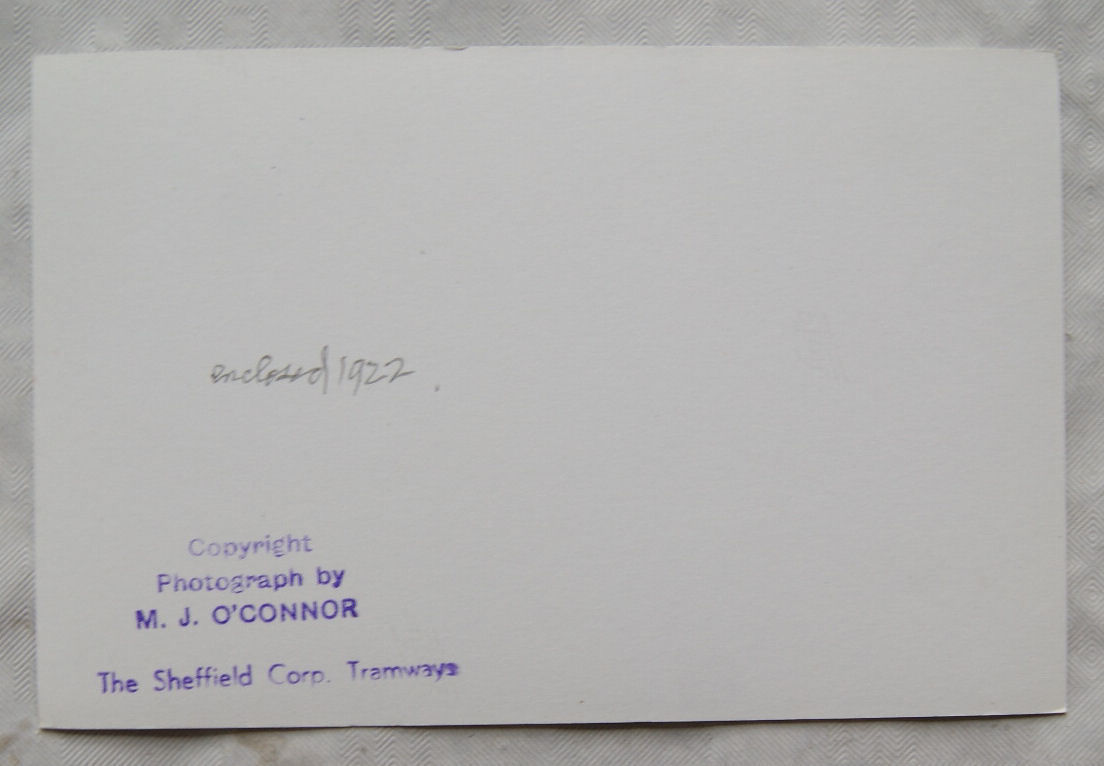 enclosed 1922.
Copyright
Photograph by
M. J. O'CONNOR
The Sheffield Corp. Tramways